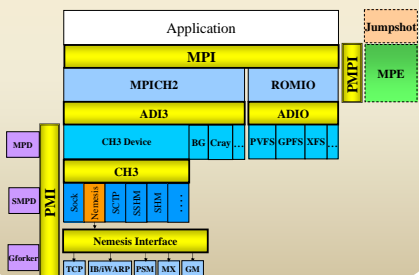 Application
Jumpshot
MPI
PMPI
MPE
MPICH2
ROMIO
ADI3
ADIO
MPD
PMI
CH3 Device
BG
Cray
...
PVFS
GPFS
XFS
...
CH3
SMPD
Sock
Nemesis
SCTP
SSHM
SHM
....
Gforker
Nemesis Interface
TCP
IB/iWARP
PSM
MX
GM